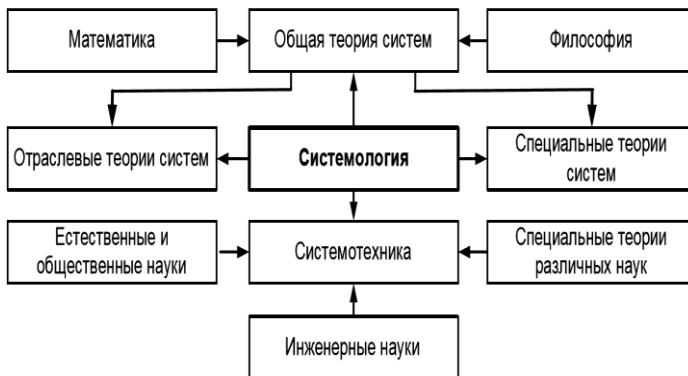 Математика
Общая теория систем
Философия
Отраслевые теории систем
Системология
Специальные теории
систем
Естественные и
общественные науки
Системотехника
Специальные теории
различных наук
Инженерные науки